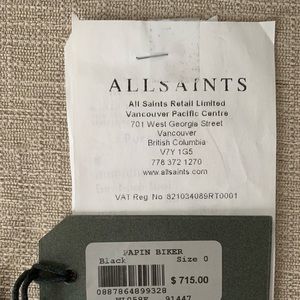 ALLSAINTS
All Saints Retail Limited
Vancouver Pacific Centre
701 West Georgia Street
Vancouver
British Columbia
V7Y 1G5
778 372 1270
www.allsaints.com
VAT Reg No 821034089RT0001
PAPIN BIKER
Black Size 0
$ 715.00
0887864899328
91447